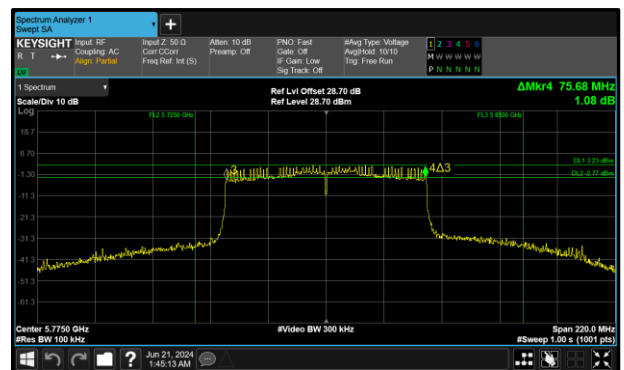 Spectrum Analyzer 1
Swept SA
+
KEYSIGHT
R T
LW
Input: RF
Coupling: AC
Align: Partial
Input Z: 50 Ω
Corr CCorr
Freq Ref: Int (S)
Atten: 10 dB
Preamp: Off
PNO: Fast
Gate: Off
IF Gain: Low
Sig Track: Off
#Avg Type: Voltage
Avg|Hold: 10/10
Trig: Free Run
1 2 3 4 5 6
M W W W W W
P N N N N N
1 Spectrum
Scale/Div 10 dB
Ref Lvl Offset 28.70 dB
Ref Level 28.70 dBm
ΔMkr4 75.68 MHz
1.08 dB
Log
FL2 5.7250 GHz
FL3 5.8500 GHz
18.7
8.70
-1.30
-11.3
-21.3
-31.3
-41.3
-51.3
-61.3
DL1 3.23 dBm
DL2 -2.77 dBm
3
4Δ3
Center 5.7750 GHz
#Video BW 300 kHz
Span 220.0 MHz
#Res BW 100 kHz
#Sweep 1.00 s (1001 pts)
?
Jun 21, 2024
1:45:13 AM